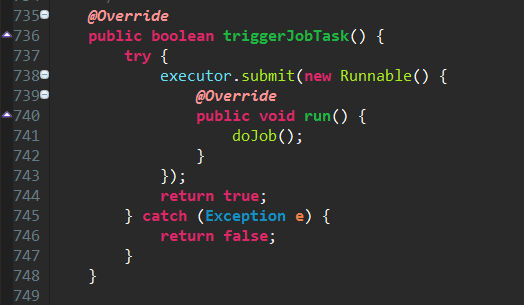 735 @Override
736 public boolean triggerJobTask() {
737 try {
738 executor.submit(new Runnable() {
739 @Override
740 public void run() {
741 doJob();
742 }
743 });
744 return true;
745 } catch (Exception e) {
746 return false;
747 }
748 }
749